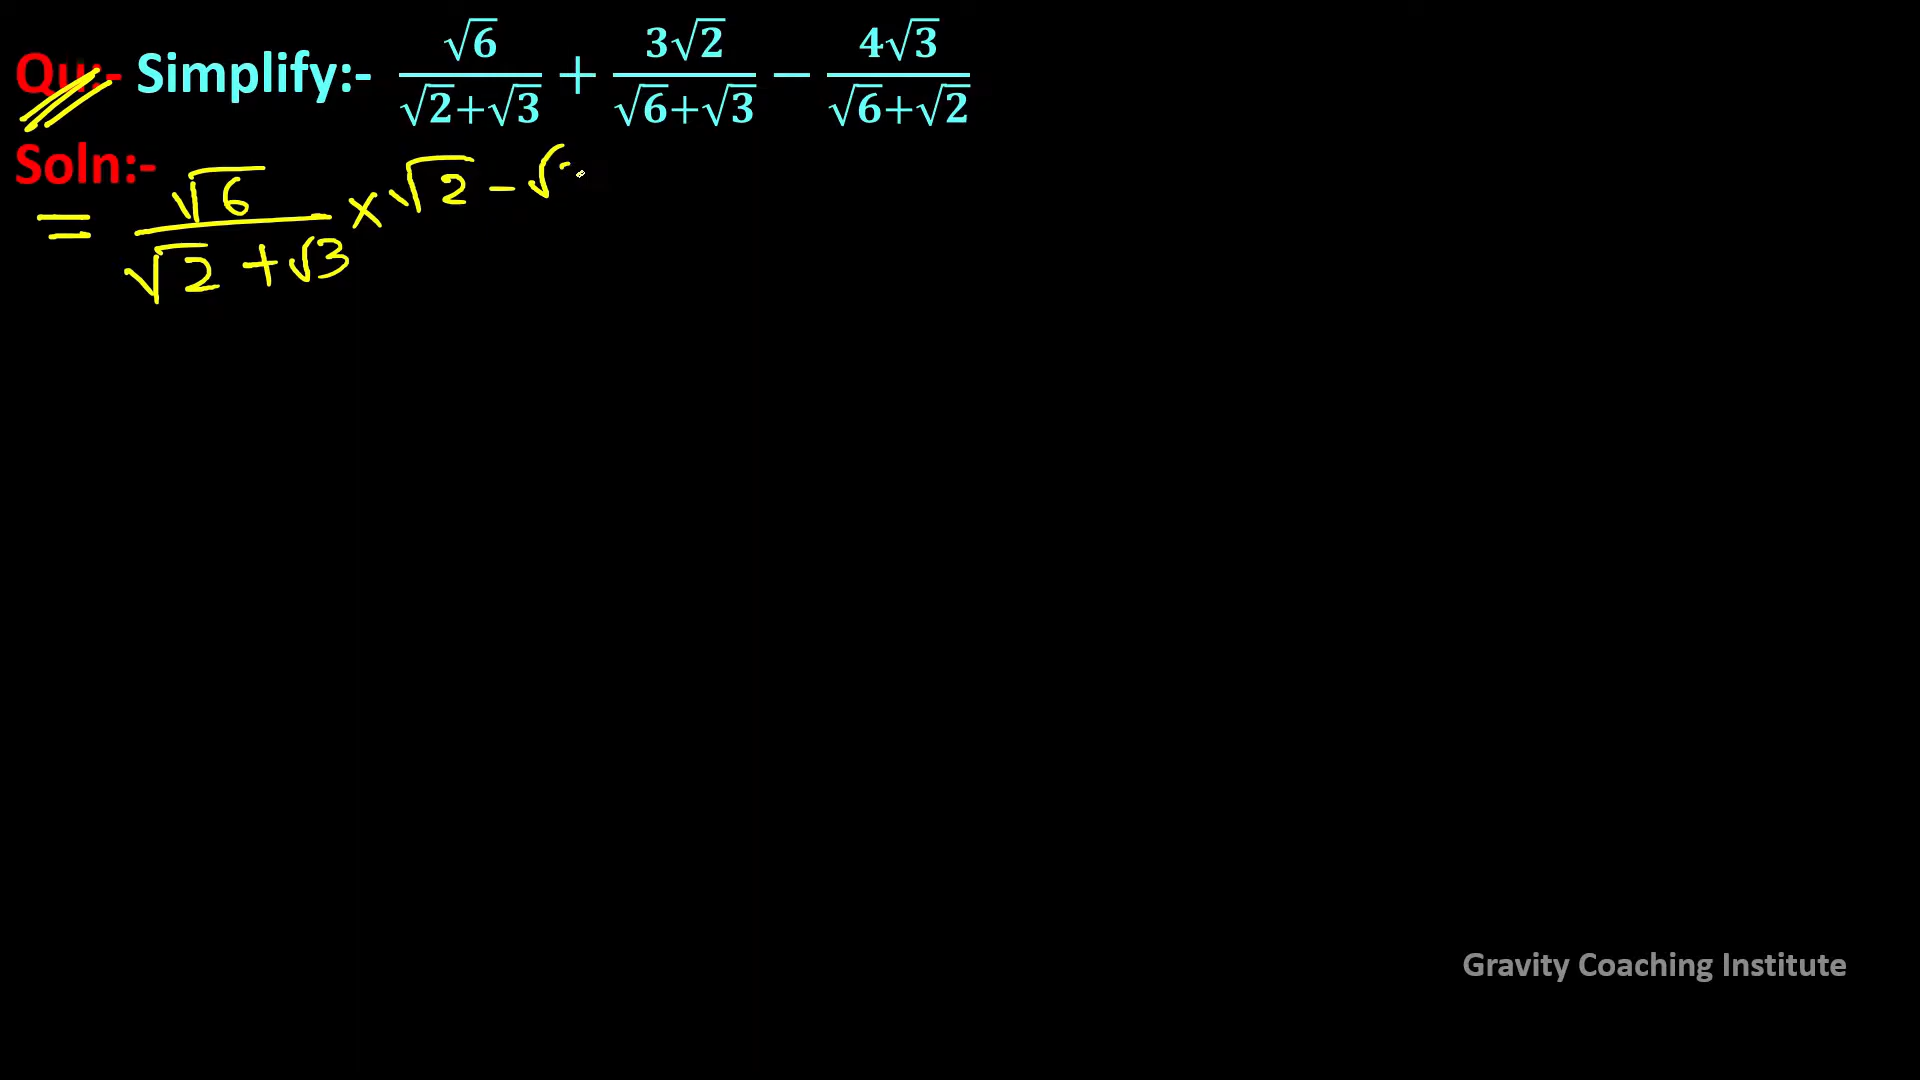 Qu:- Simplify:- √6/(√2+√3) + 3√2/(√6+√3) − 4√3/(√6+√2)
Soln:-
= √6/(√2+√3) × √2 − √
Gravity Coaching Institute